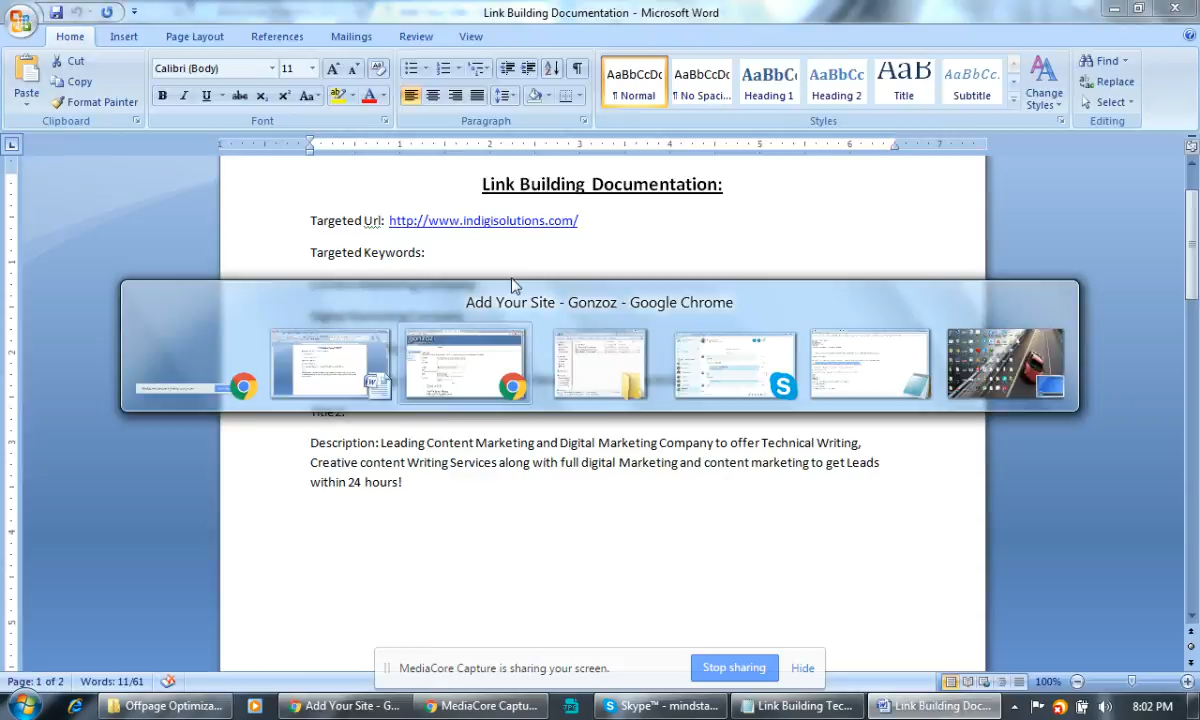 Link Building Documentation - Microsoft Word
Home Insert Page Layout References Mailings Review View
Paste
Cut
Copy
Format Painter
Clipboard
Calibri (Body) 11
Font
Paragraph
AaBbCcDc AaBbCcDc AaBbCc AaBbCc AaB AaBbCc.
¶ Normal ¶ No Spaci... Heading 1 Heading 2 Title Subtitle
Change Styles
Styles
Find
Replace
Select
Editing
Link Building Documentation:
Targeted Url: http://www.indigisolutions.com/
Targeted Keywords:
Add Your Site - Gonzoz - Google Chrome
Title2:
Description: Leading Content Marketing and Digital Marketing Company to offer Technical Writing,
Creative content Writing Services along with full digital Marketing and content marketing to get Leads
within 24 hours!
MediaCore Capture is sharing your screen. Stop sharing Hide
Page: 1 of 2 Words: 11/61 100%
Offpage Optimiza... Add Your Site - G... MediaCore Captu... Skype™ - mindsta... Link Building Tec... Link Building Doc... 8:02 PM